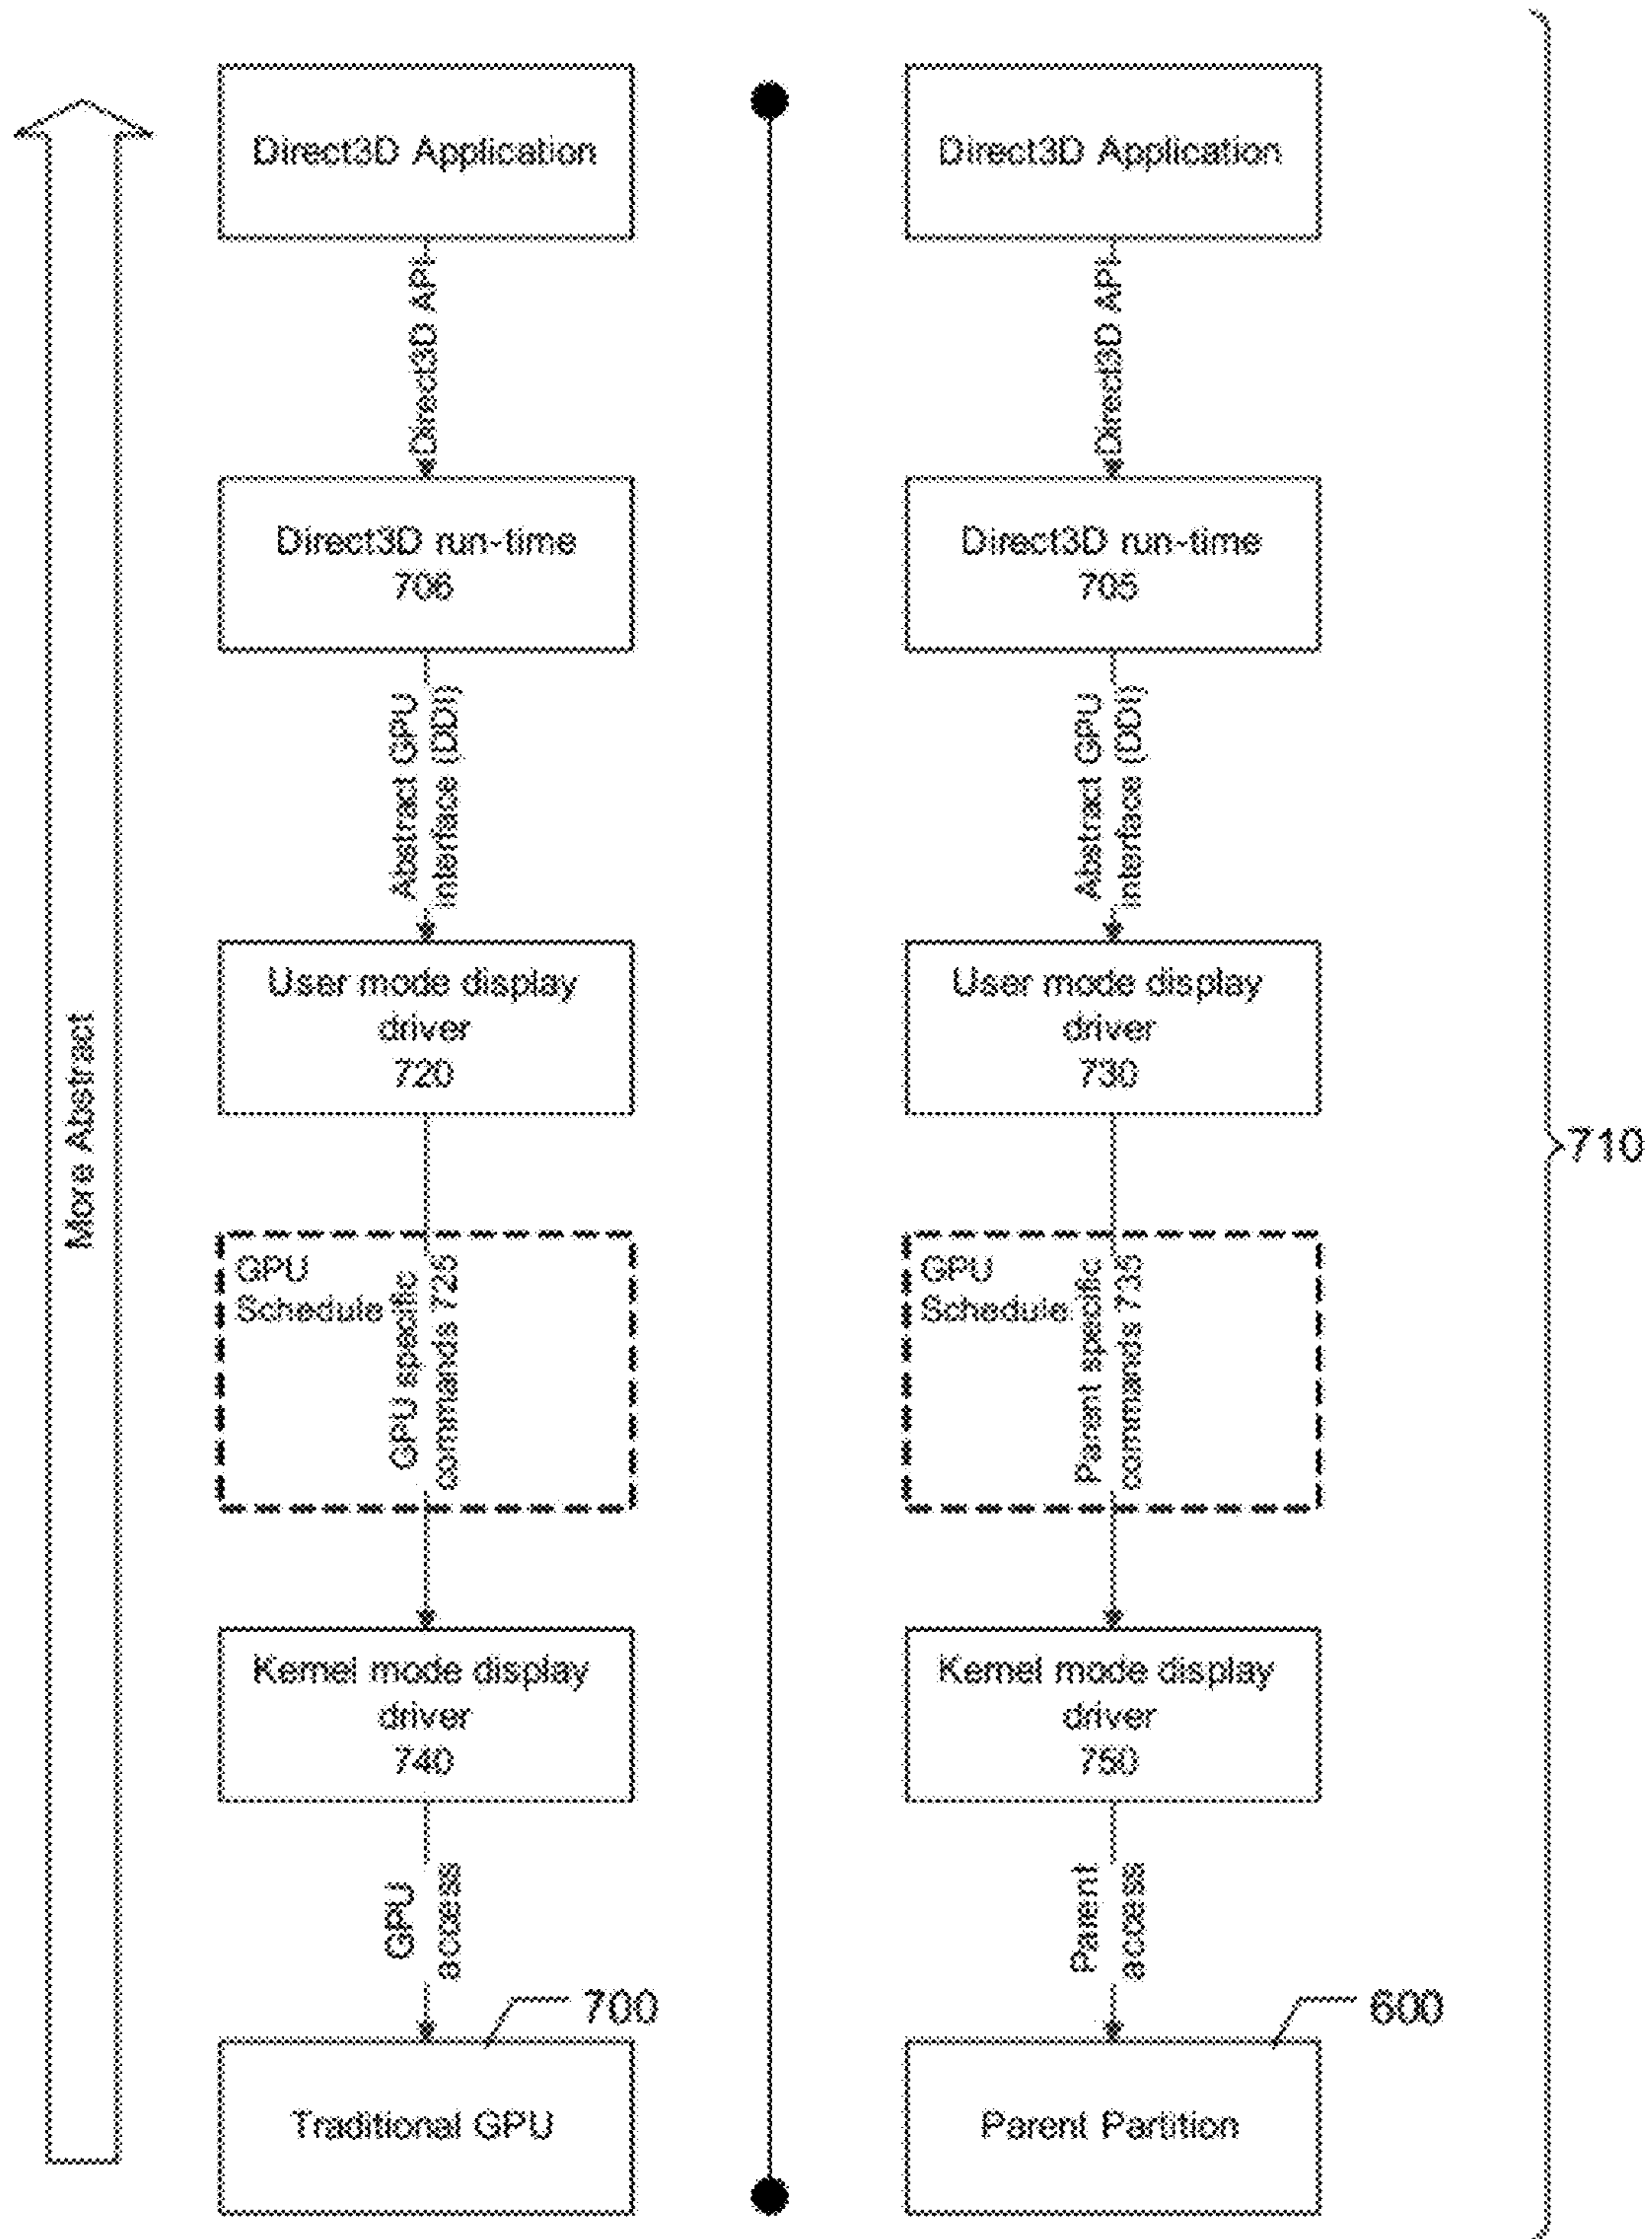 More Abstract
Direct3D Application
Direct3D API
Direct3D run-time
706
Abstract GPU
interface (DDI)
User mode display
driver
720
GPU
Schedule
GPU specific
commands 725
Kernel mode display
driver
740
GPU
access
700
Traditional GPU
Direct3D Application
Direct3D API
Direct3D run-time
705
Abstract GPU
interface (DDI)
User mode display
driver
730
GPU
Schedule
Parent specific
commands 735
Kernel mode display
driver
750
Parent
access
600
Parent Partition
710